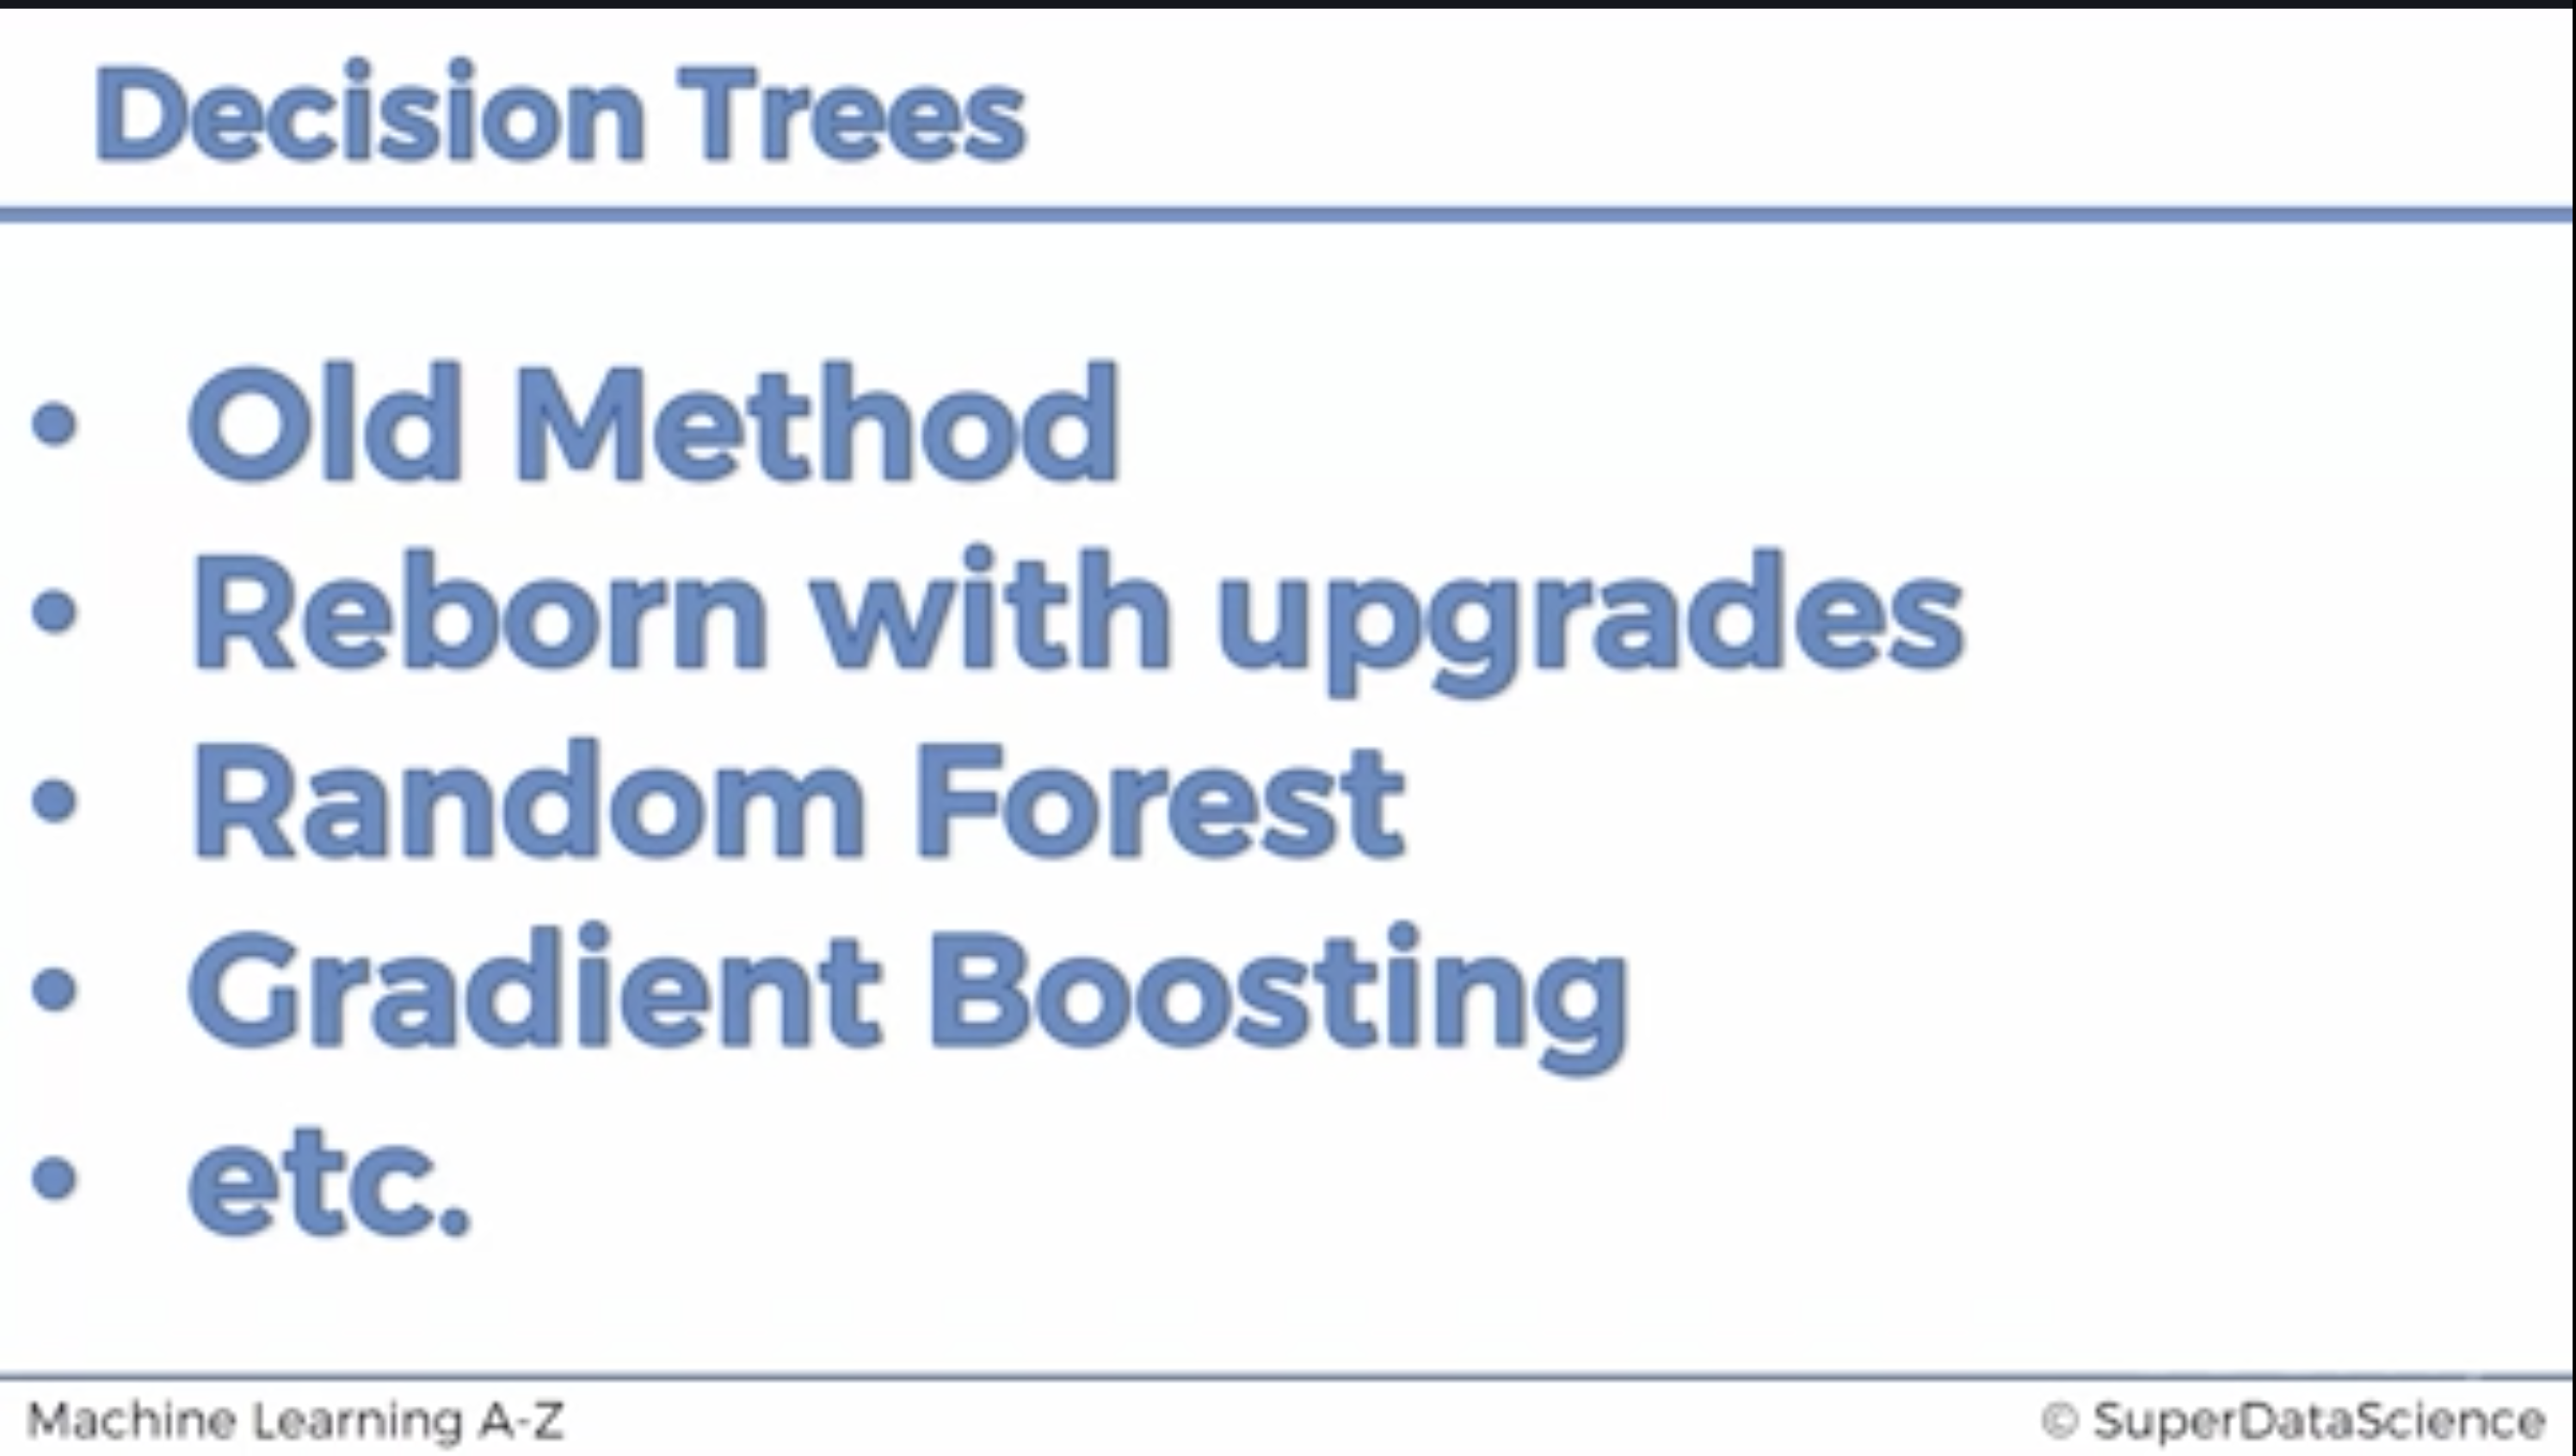 Decision Trees
• Old Method
• Reborn with upgrades
• Random Forest
• Gradient Boosting
• etc.
Machine Learning A-Z
© SuperDataScience